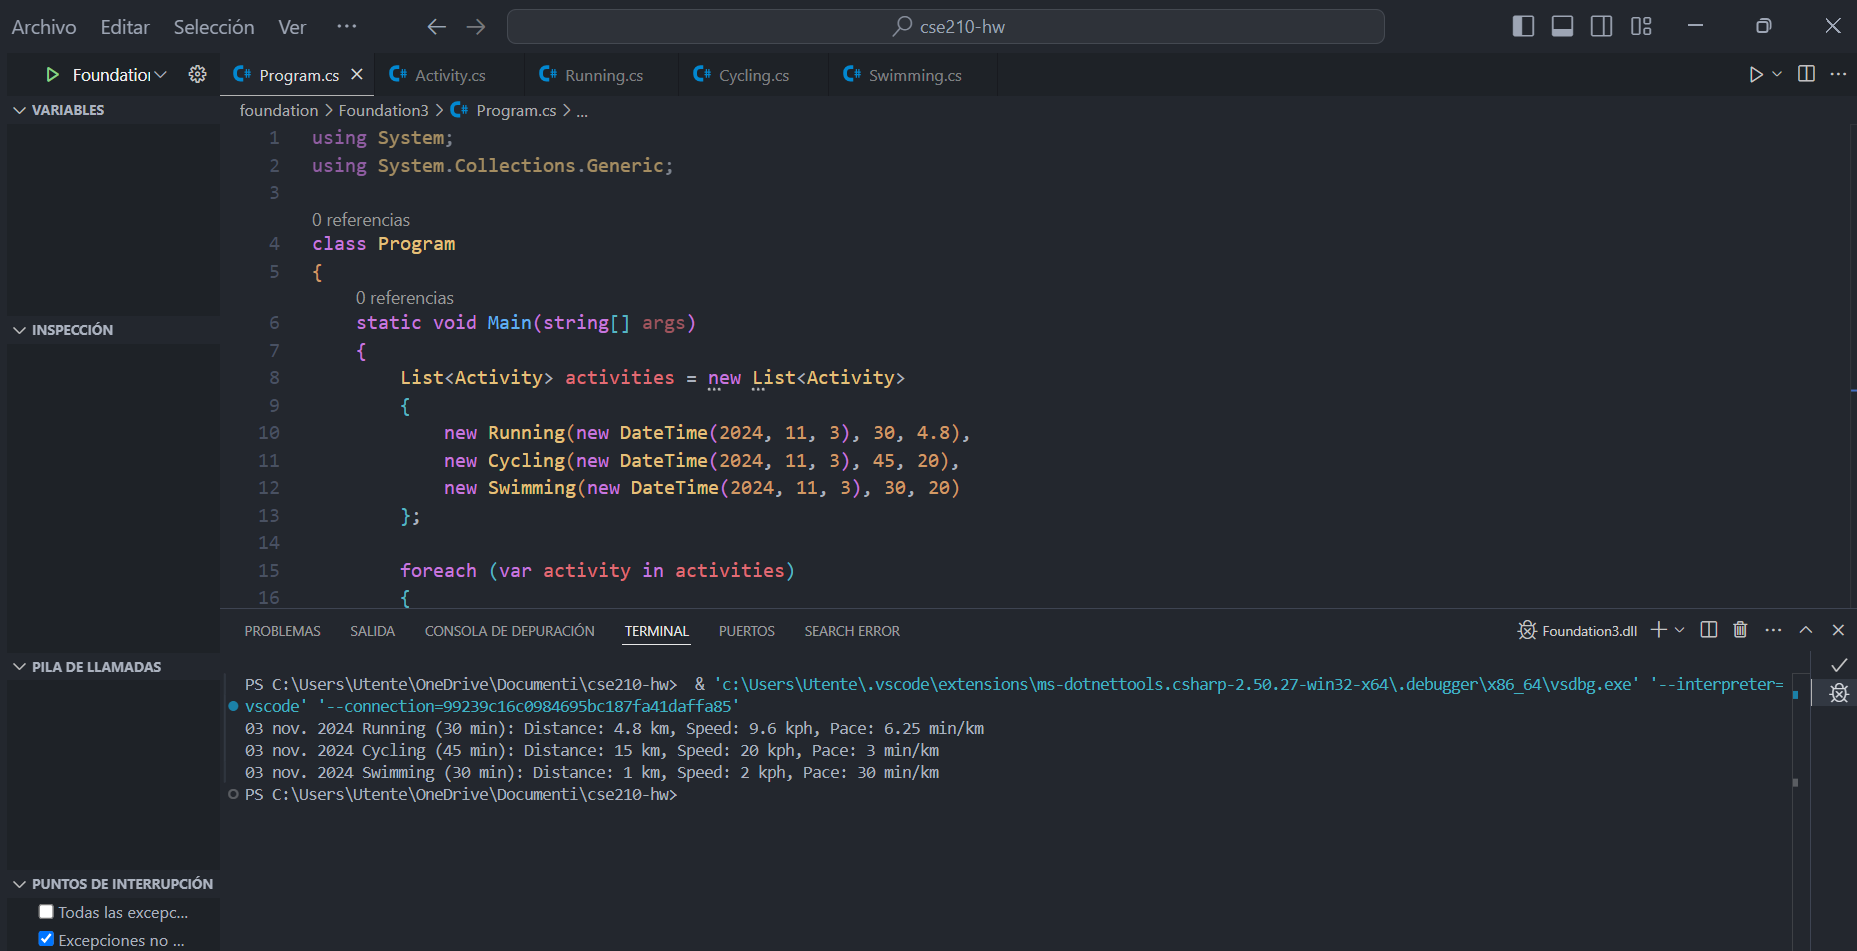 Archivo Editar Selección Ver ··· cse210-hw
Foundation Program.cs Activity.cs Running.cs Cycling.cs Swimming.cs
VARIABLES
INSPECCIÓN
PILA DE LLAMADAS
PUNTOS DE INTERRUPCIÓN
Todas las excepc...
Excepciones no ...
foundation > Foundation3 > Program.cs > ...
1 using System;
2 using System.Collections.Generic;
3
0 referencias
4 class Program
5 {
0 referencias
6 static void Main(string[] args)
7 {
8 List<Activity> activities = new List<Activity>
9 {
10 new Running(new DateTime(2024, 11, 3), 30, 4.8),
11 new Cycling(new DateTime(2024, 11, 3), 45, 20),
12 new Swimming(new DateTime(2024, 11, 3), 30, 20)
13 };
14
15 foreach (var activity in activities)
16 {
PROBLEMAS SALIDA CONSOLA DE DEPURACIÓN TERMINAL PUERTOS SEARCH ERROR Foundation3.dll
PS C:\Users\Utente\OneDrive\Documenti\cse210-hw> & 'c:\Users\Utente\.vscode\extensions\ms-dotnettools.csharp-2.50.27-win32-x64\.debugger\x86_64\vsdbg.exe' '--interpreter=
vscode' '--connection=99239c16c0984695bc187fa41daffa85'
03 nov. 2024 Running (30 min): Distance: 4.8 km, Speed: 9.6 kph, Pace: 6.25 min/km
03 nov. 2024 Cycling (45 min): Distance: 15 km, Speed: 20 kph, Pace: 3 min/km
03 nov. 2024 Swimming (30 min): Distance: 1 km, Speed: 2 kph, Pace: 30 min/km
PS C:\Users\Utente\OneDrive\Documenti\cse210-hw>